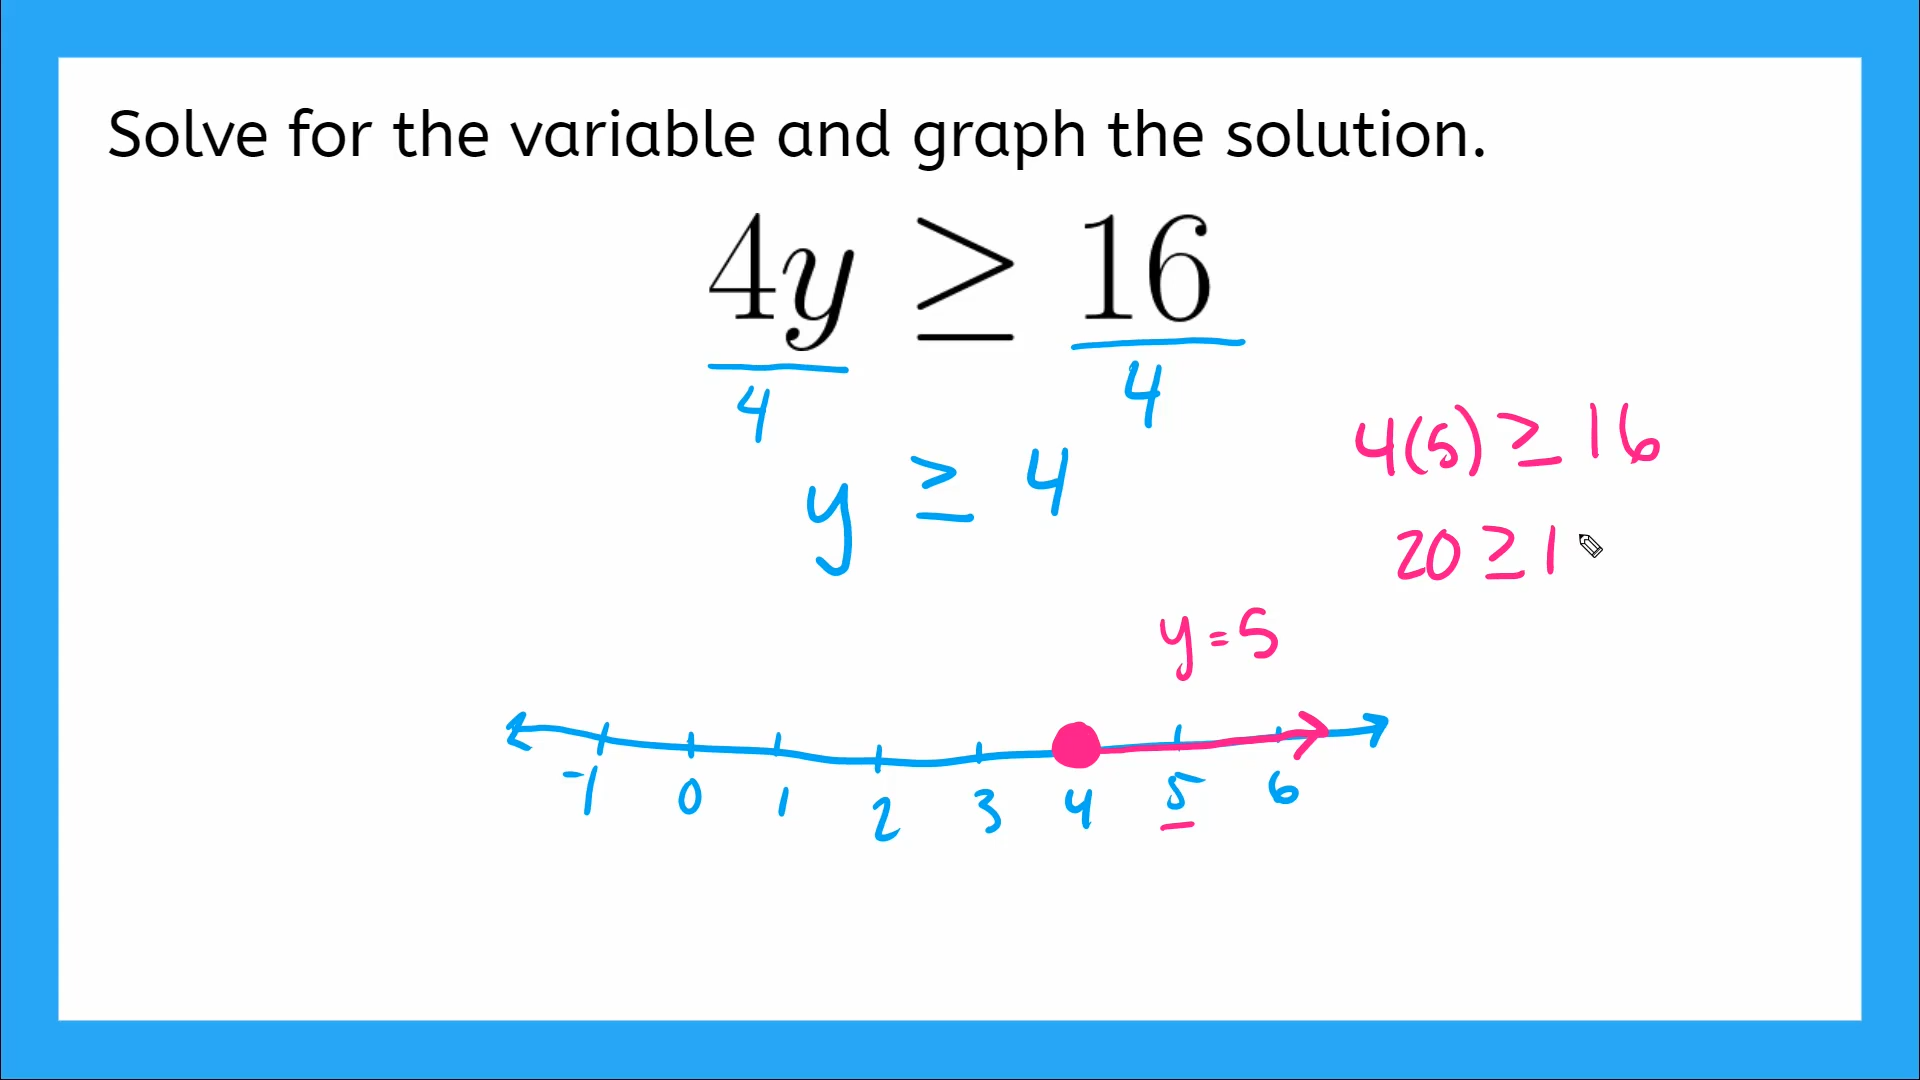 Solve for the variable and graph the solution.
4y ≥ 16
4 4
y ≥ 4
4(5) ≥ 16
20 ≥ 1
y = 5
-1 0 1 2 3 4 5 6